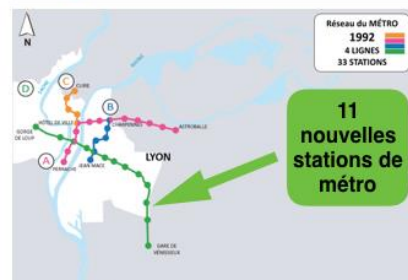 N
Réseau du MÉTRO
1992
4 LIGNES
33 STATIONS
C
CUIRE
D
HÔTEL DE VILLE
B
CHARPENNES
ASTROBALLE
GORGE
DE LOUP
A
PERRACHE
JEAN MACÉ
LYON
GARE DE
VÉNISSIEUX
11
nouvelles
stations de
métro